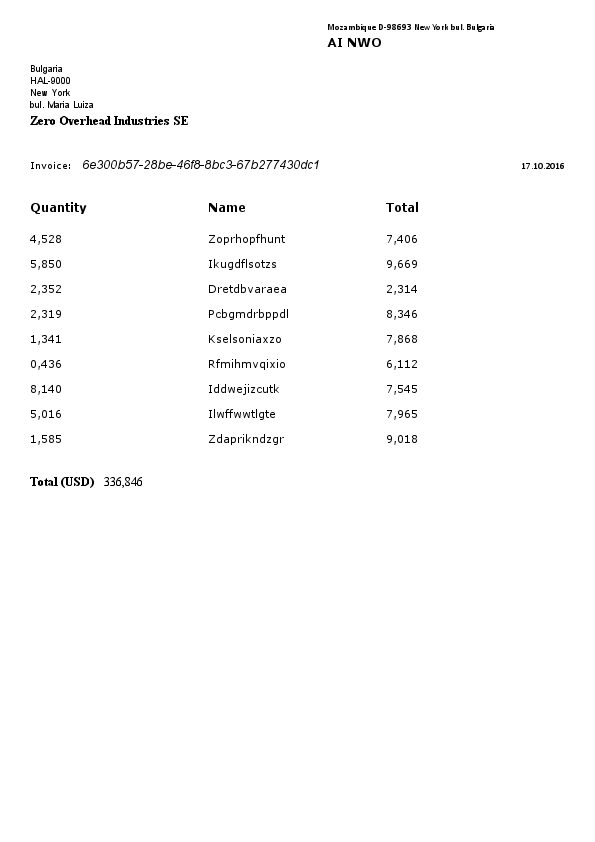 Mozambique D-98693 New York bul. Bulgaria
AI NWO
Bulgaria
HAL-9000
New York
bul. Maria Luiza
Zero Overhead Industries SE
Invoice: 6e300b57-28be-46f8-8bc3-67b277430dc1 17.10.2016
Quantity Name Total
4,528 Zoprhopfhunt 7,406
5,850 Ikugdflsotzs 9,669
2,352 Dretdbvaraea 2,314
2,319 Pcbgmdrbppdl 8,346
1,341 Kselsoniaxzo 7,868
0,436 Rfmihmvqixio 6,112
8,140 Iddwejizcutk 7,545
5,016 Ilwffwwtlgte 7,965
1,585 Zdaprikndzgr 9,018
Total (USD) 336,846